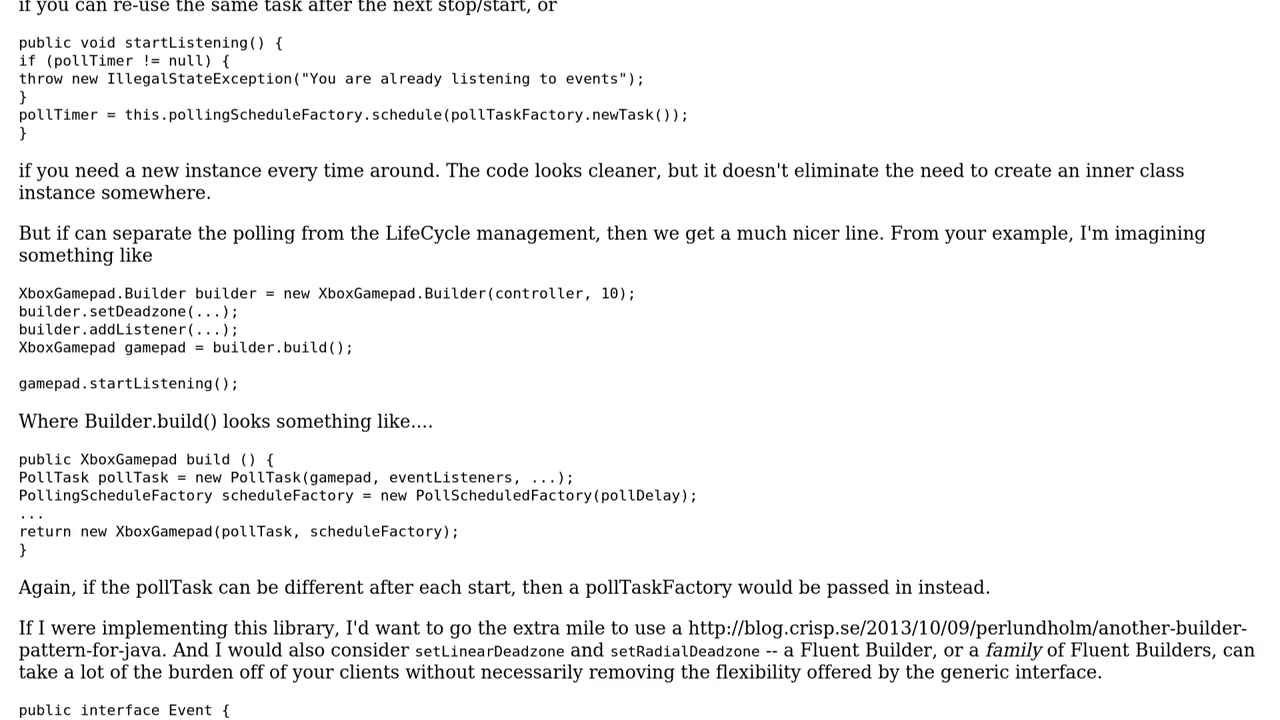 if you can re-use the same task after the next stop/start, or
public void startListening() {
if (pollTimer != null) {
throw new IllegalStateException("You are already listening to events");
}
pollTimer = this.pollingScheduleFactory.schedule(pollTaskFactory.newTask());
}
if you need a new instance every time around. The code looks cleaner, but it doesn't eliminate the need to create an inner class
instance somewhere.
But if can separate the polling from the LifeCycle management, then we get a much nicer line. From your example, I'm imagining
something like
XboxGamepad.Builder builder = new XboxGamepad.Builder(controller, 10);
builder.setDeadzone(...);
builder.addListener(...);
XboxGamepad gamepad = builder.build();
gamepad.startListening();
Where Builder.build() looks something like....
public XboxGamepad build () {
PollTask pollTask = new PollTask(gamepad, eventListeners, ...);
PollingScheduleFactory scheduleFactory = new PollScheduledFactory(pollDelay);
...
return new XboxGamepad(pollTask, scheduleFactory);
}
Again, if the pollTask can be different after each start, then a pollTaskFactory would be passed in instead.
If I were implementing this library, I'd want to go the extra mile to use a http://blog.crisp.se/2013/10/09/perlundholm/another-builder-
pattern-for-java. And I would also consider setLinearDeadzone and setRadialDeadzone -- a Fluent Builder, or a family of Fluent Builders, can
take a lot of the burden off of your clients without necessarily removing the flexibility offered by the generic interface.
public interface Event {